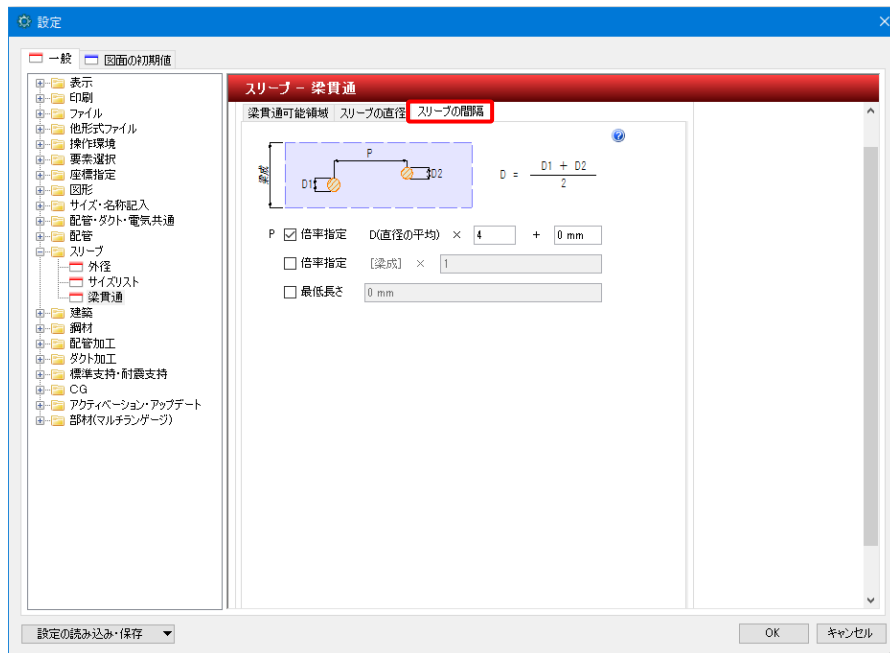 設定
一般 図面の初期値
表示
印刷
ファイル
他形式ファイル
操作環境
要素選択
座標指定
図形
サイズ・名称記入
配管・ダクト・電気共通
配管
スリーブ
外径
サイズリスト
梁貫通
建築
鋼材
配管加工
ダクト加工
標準支持・耐震支持
CG
アクティベーション・アップデート
部材(マルチランゲージ)
スリーブ - 梁貫通
梁貫通可能領域 スリーブの直径 スリーブの間隔
梁成 P D1 D2
D = D1 + D2
2
P 倍率指定 D(直径の平均) × 4 + 0 mm
倍率指定 [梁成] × 1
最低長さ 0 mm
設定の読み込み・保存 OK キャンセル